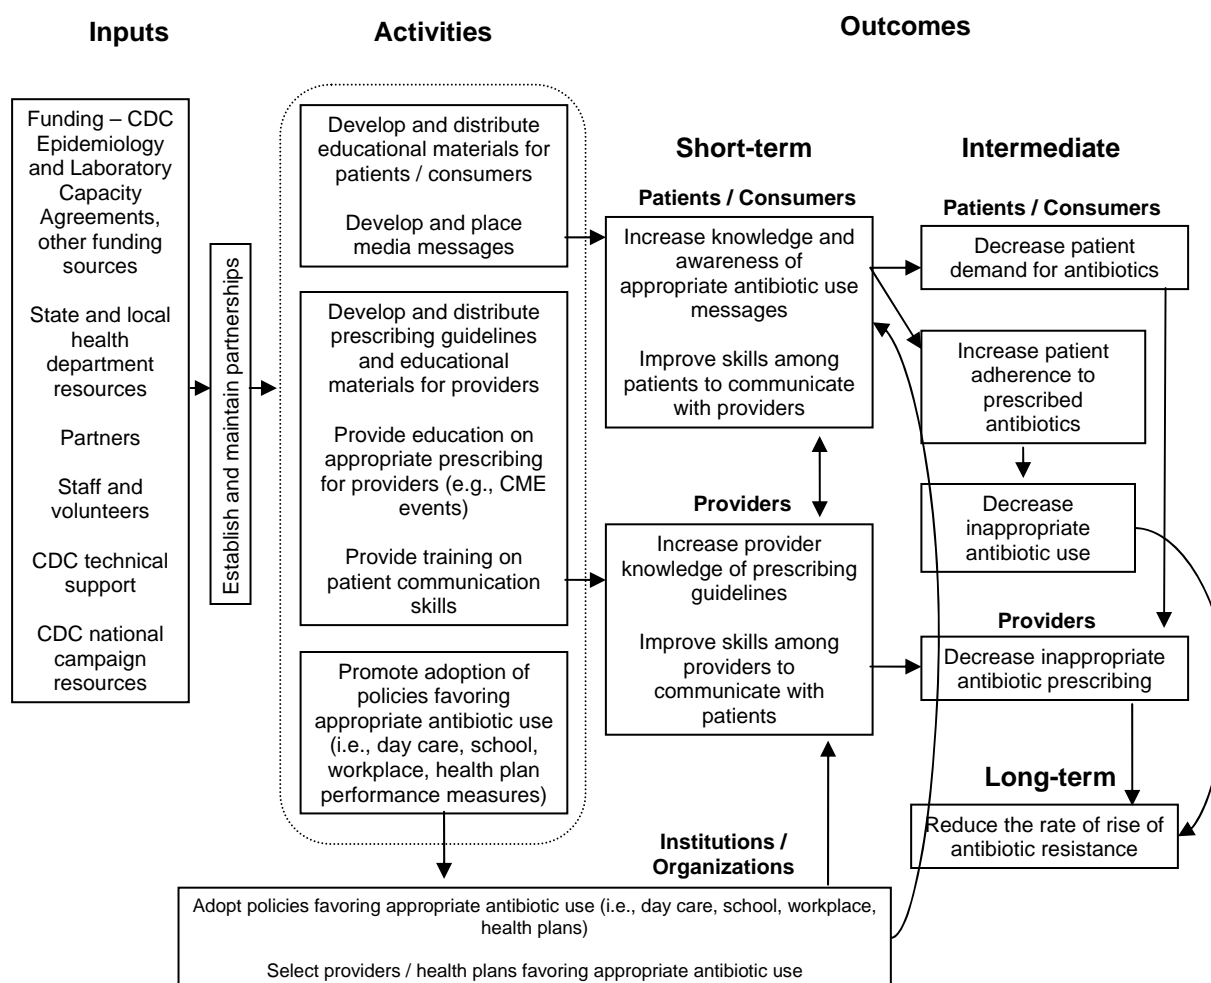 Inputs
Activities
Outcomes
Funding – CDC
Epidemiology
and Laboratory
Capacity
Agreements,
other funding
sources
State and local
health
department
resources
Partners
Staff and
volunteers
CDC technical
support
CDC national
campaign
resources
Establish and maintain partnerships
Develop and distribute
educational materials for
patients / consumers
Develop and place
media messages
Develop and distribute
prescribing guidelines
and educational
materials for providers
Provide education on
appropriate prescribing
for providers (e.g., CME
events)
Provide training on
patient communication
skills
Promote adoption of
policies favoring
appropriate antibiotic use
(i.e., day care, school,
workplace, health plan
performance measures)
Short-term
Patients / Consumers
Increase knowledge and
awareness of
appropriate antibiotic use
messages
Improve skills among
patients to communicate
with providers
Providers
Increase provider
knowledge of prescribing
guidelines
Improve skills among
providers to
communicate with
patients
Institutions /
Organizations
Adopt policies favoring appropriate antibiotic use (i.e., day care, school, workplace,
health plans)
Select providers / health plans favoring appropriate antibiotic use
Intermediate
Patients / Consumers
Decrease patient
demand for antibiotics
Increase patient
adherence to
prescribed
antibiotics
Decrease
inappropriate
antibiotic use
Providers
Decrease inappropriate
antibiotic prescribing
Long-term
Reduce the rate of rise of
antibiotic resistance